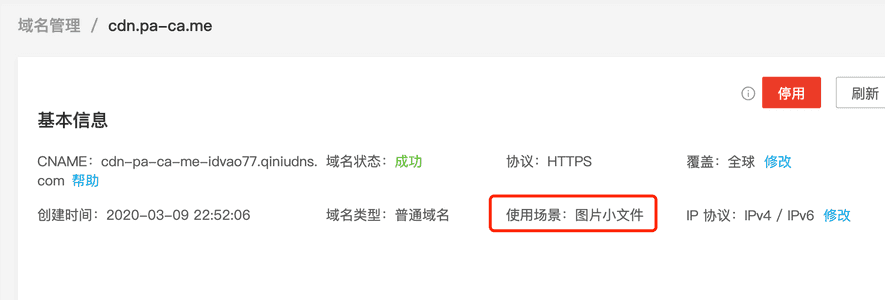 域名管理 / cdn.pa-ca.me
停用
刷新
基本信息
CNAME：cdn-pa-ca-me-idvao77.qiniudns.
com 帮助
域名状态：成功
协议：HTTPS
覆盖：全球 修改
创建时间：2020-03-09 22:52:06
域名类型：普通域名
使用场景：图片小文件
IP 协议：IPv4 / IPv6 修改